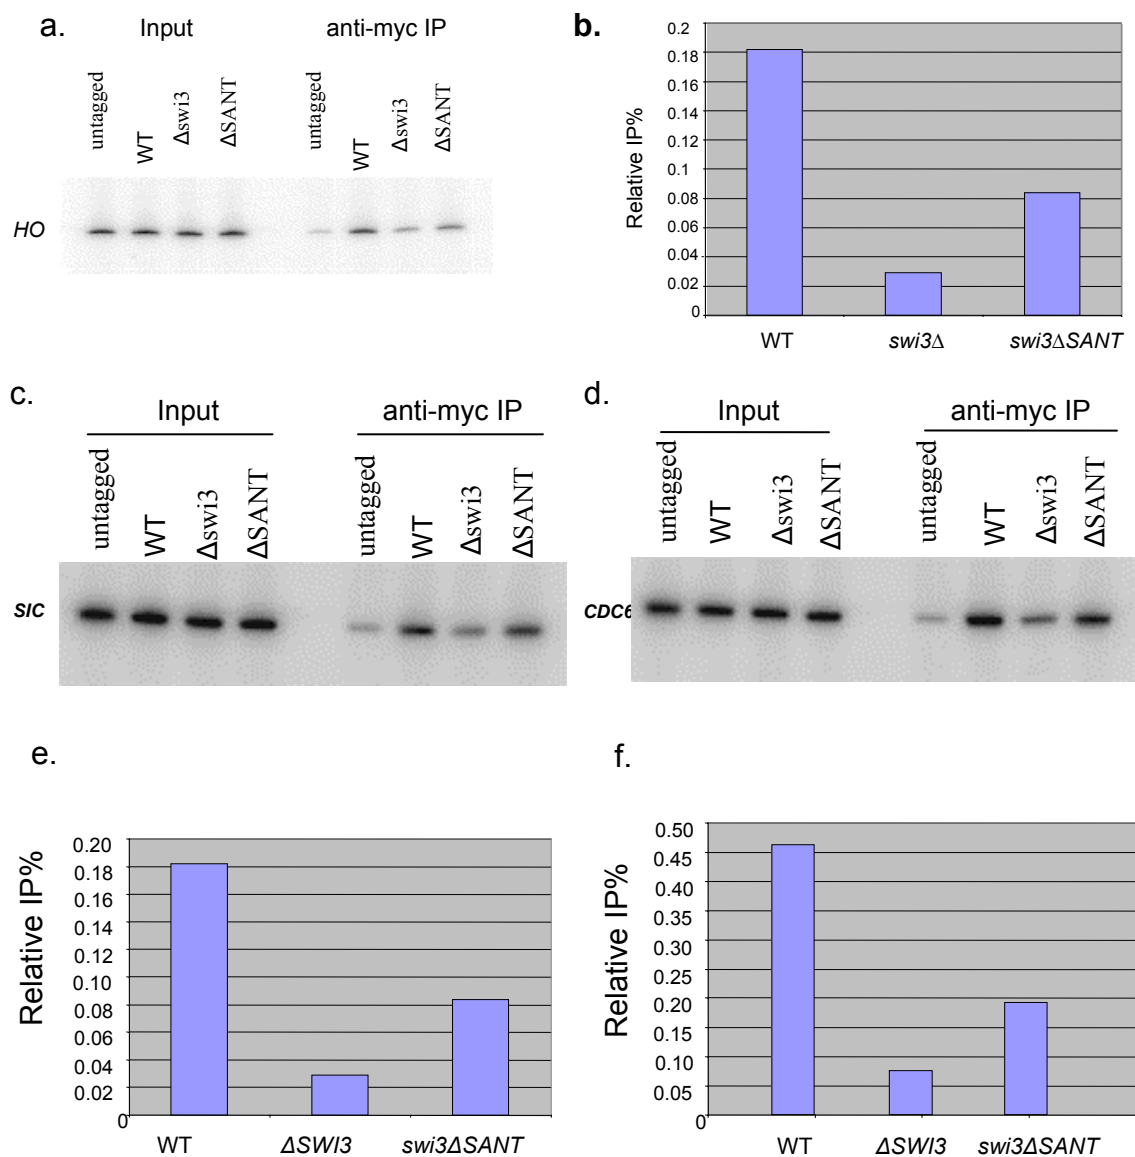 a.
Input
anti-myc IP
untagged
WT
Δswi3
ΔSANT
untagged
WT
Δswi3
ΔSANT
HO
b.
Relative IP%
0.2
0.18
0.16
0.14
0.12
0.1
0.08
0.06
0.04
0.02
0
WT
swi3Δ
swi3ΔSANT
c.
Input
anti-myc IP
untagged
WT
Δswi3
ΔSANT
untagged
WT
Δswi3
ΔSANT
SIC
d.
Input
anti-myc IP
untagged
WT
Δswi3
ΔSANT
untagged
WT
Δswi3
ΔSANT
CDC6
e.
Relative IP%
0.20
0.18
0.16
0.14
0.12
0.10
0.08
0.06
0.04
0.02
0
WT
ΔSWI3
swi3ΔSANT
f.
Relative IP%
0.50
0.45
0.40
0.35
0.30
0.25
0.20
0.15
0.10
0.05
0
WT
ΔSWI3
swi3ΔSANT